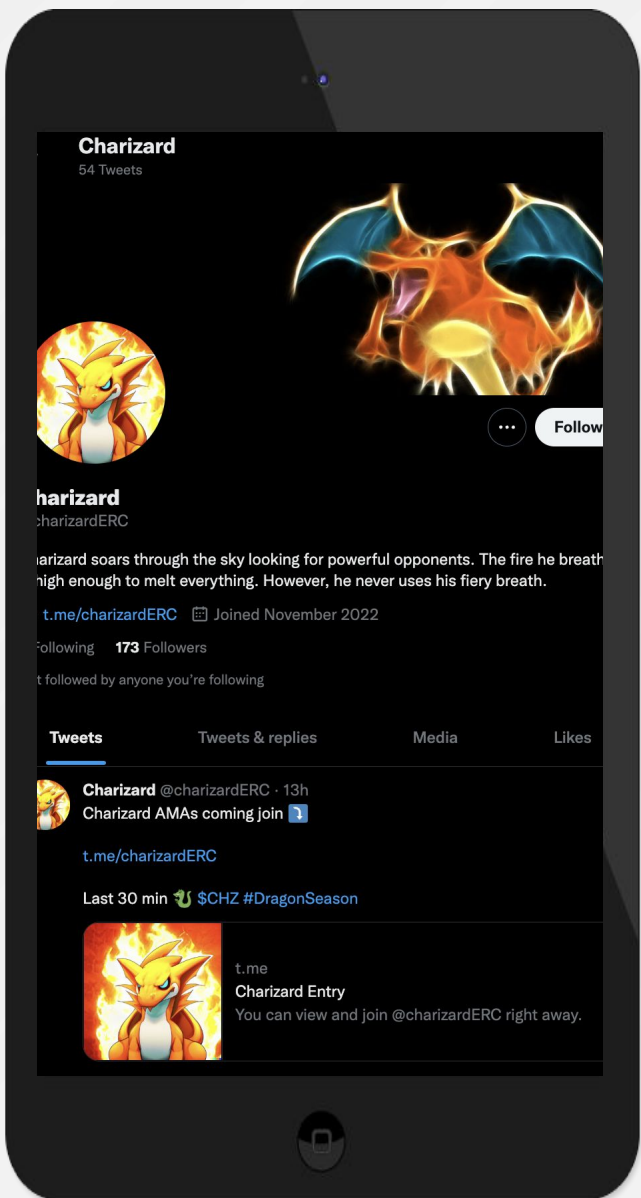 Charizard
54 Tweets
Follow
harizard
charizardERC
arizard soars through the sky looking for powerful opponents. The fire he breath
high enough to melt everything. However, he never uses his fiery breath.
t.me/charizardERC Joined November 2022
Following 173 Followers
t followed by anyone you're following
Tweets Tweets & replies Media Likes
Charizard @charizardERC · 13h
Charizard AMAs coming join ⤵️
t.me/charizardERC
Last 30 min 🐉 $CHZ #DragonSeason
t.me
Charizard Entry
You can view and join @charizardERC right away.